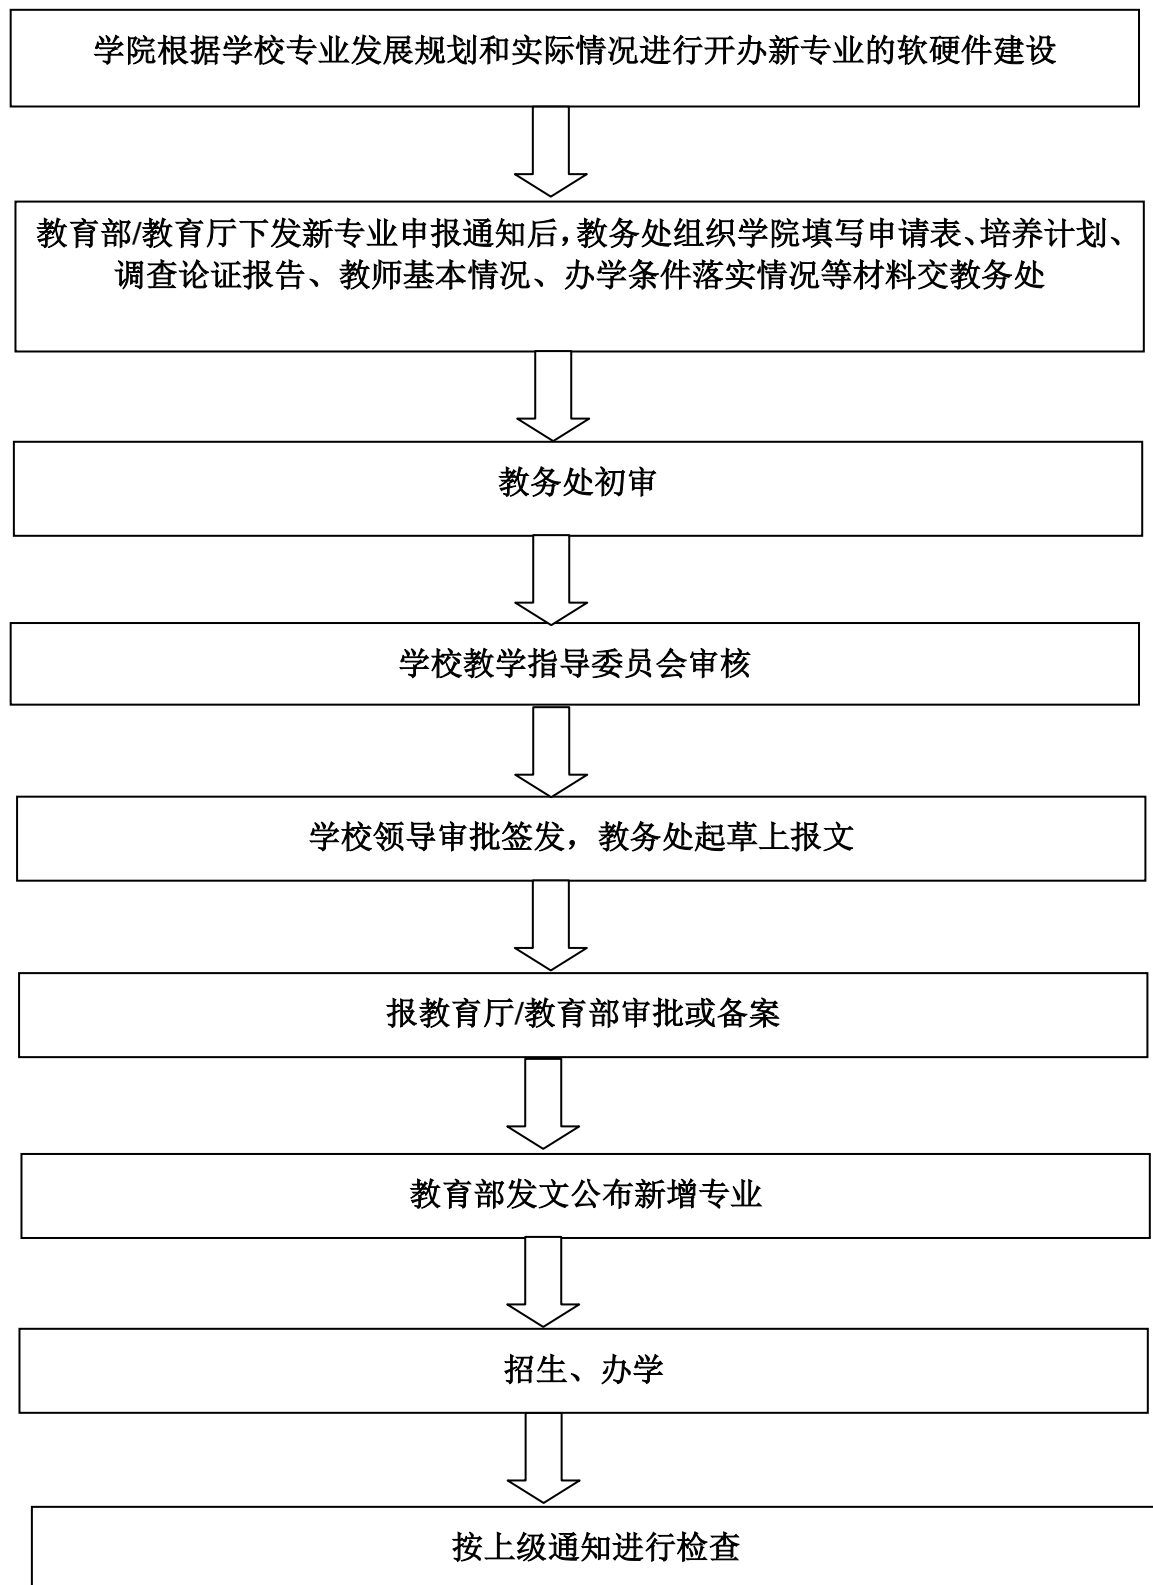 学院根据学校专业发展规划和实际情况进行开办新专业的软硬件建设
教育部/教育厅下发新专业申报通知后，教务处组织学院填写申请表、培养计划、
调查论证报告、教师基本情况、办学条件落实情况等材料交教务处
教务处初审
学校教学指导委员会审核
学校领导审批签发，教务处起草上报文
报教育厅/教育部审批或备案
教育部发文公布新增专业
招生、办学
按上级通知进行检查